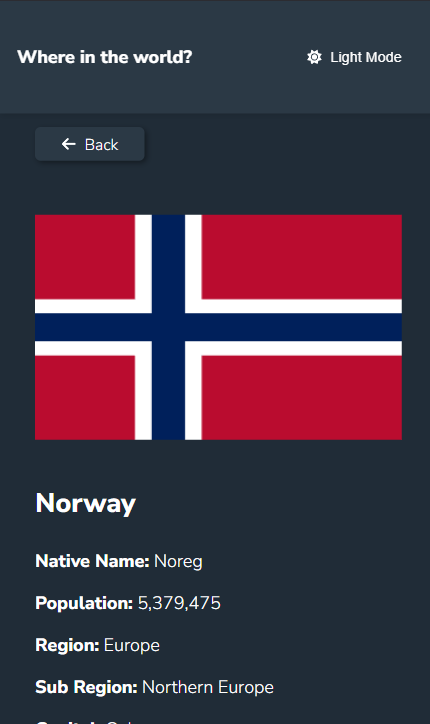 Where in the world?
Light Mode
Back
Norway
Native Name: Noreg
Population: 5,379,475
Region: Europe
Sub Region: Northern Europe